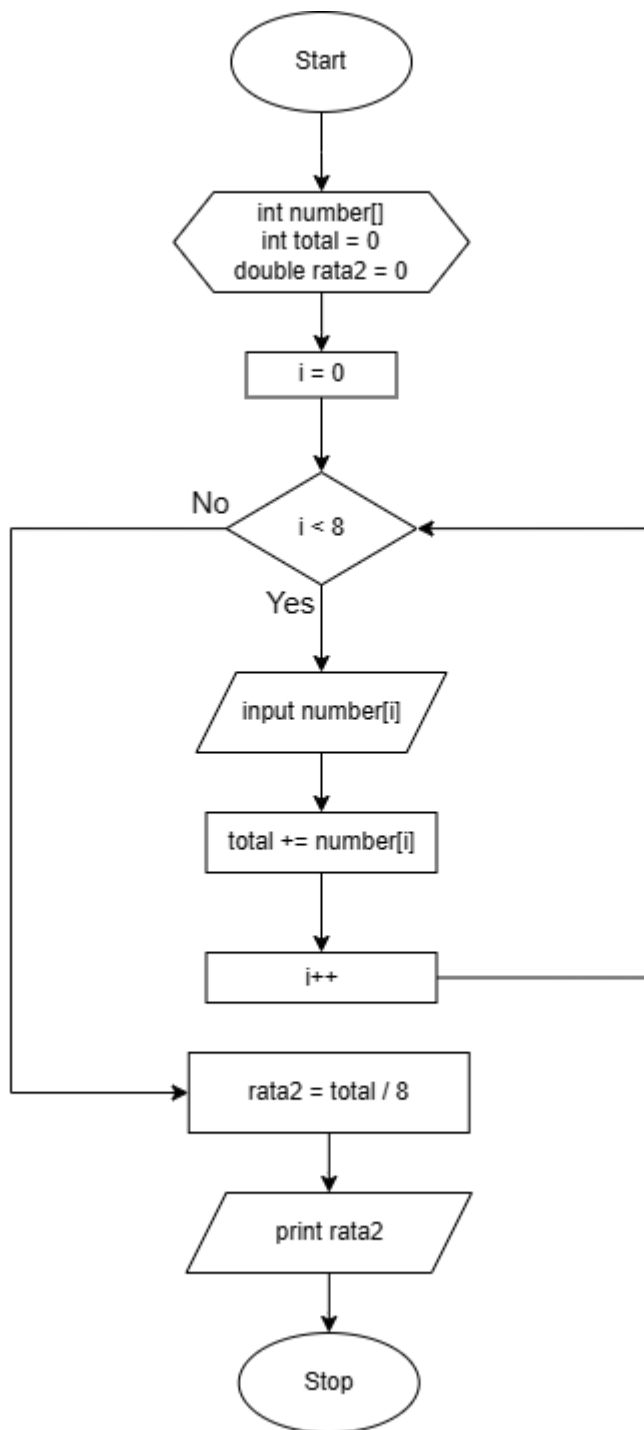 Start
int number[]
int total = 0
double rata2 = 0
i = 0
No
i < 8
Yes
input number[i]
total += number[i]
i++
rata2 = total / 8
print rata2
Stop